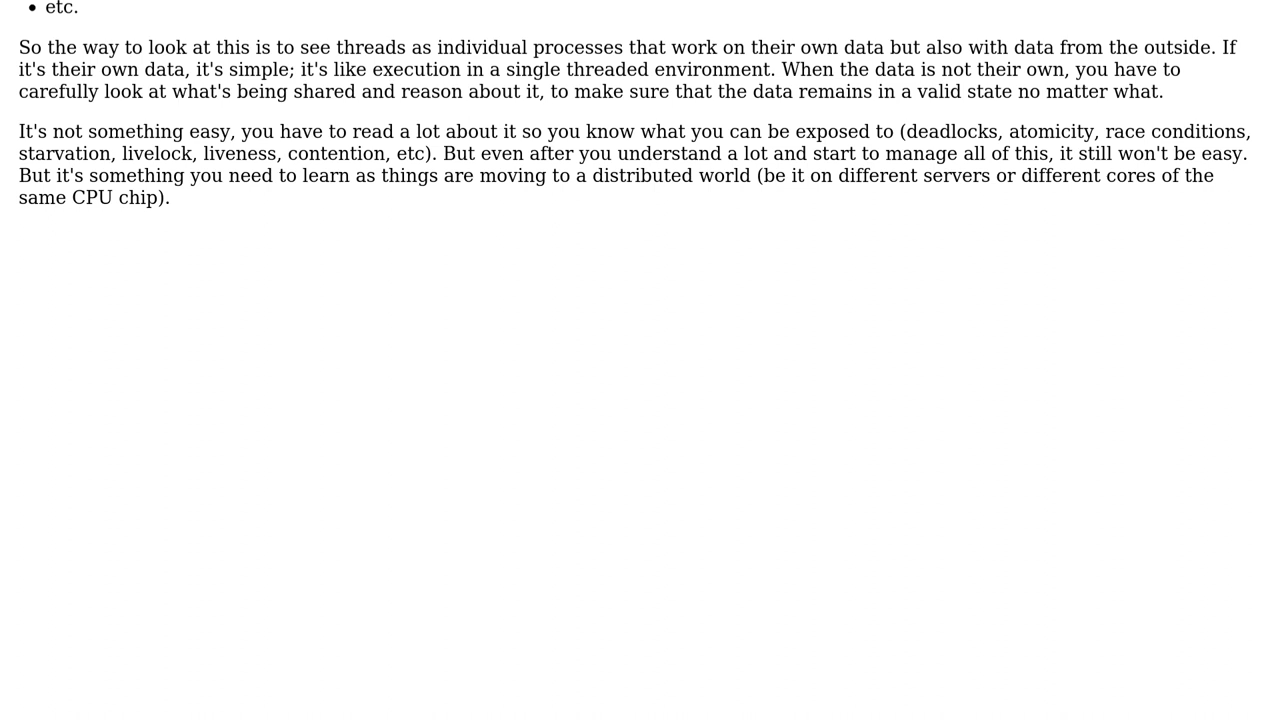 • etc.
So the way to look at this is to see threads as individual processes that work on their own data but also with data from the outside. If
it's their own data, it's simple; it's like execution in a single threaded environment. When the data is not their own, you have to
carefully look at what's being shared and reason about it, to make sure that the data remains in a valid state no matter what.
It's not something easy, you have to read a lot about it so you know what you can be exposed to (deadlocks, atomicity, race conditions,
starvation, livelock, liveness, contention, etc). But even after you understand a lot and start to manage all of this, it still won't be easy.
But it's something you need to learn as things are moving to a distributed world (be it on different servers or different cores of the
same CPU chip).